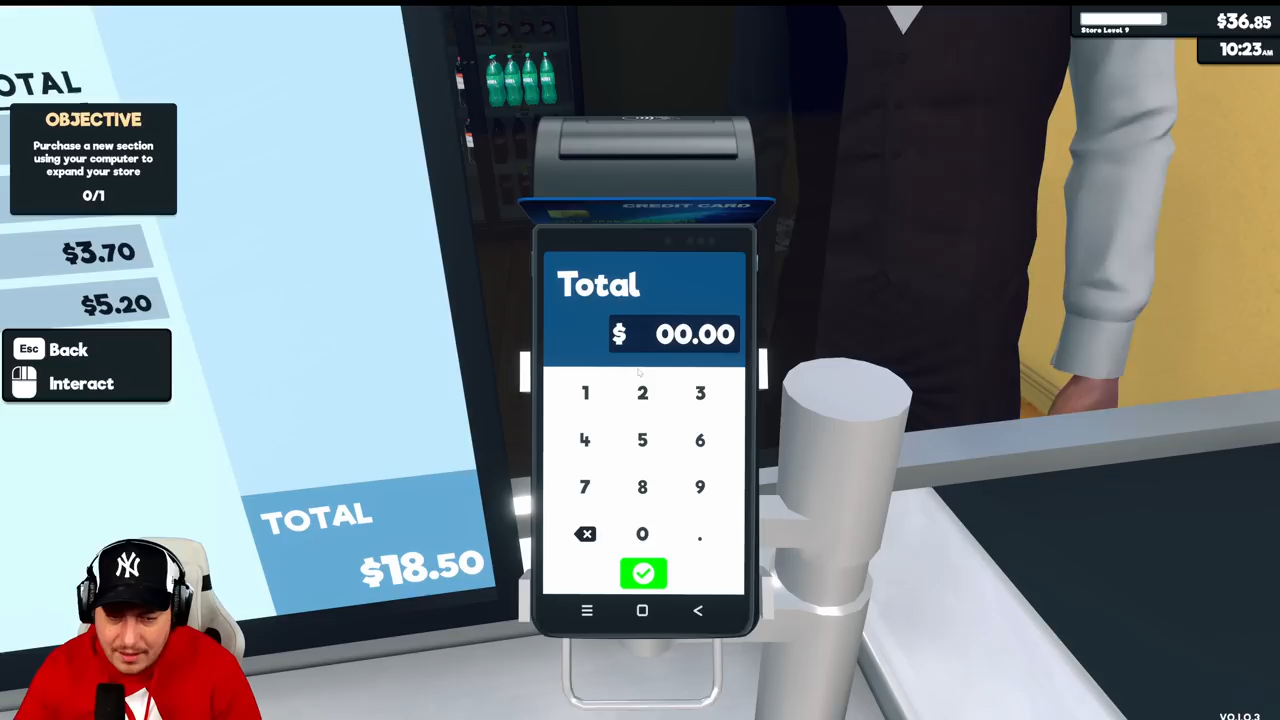 $36.85
Store Level 9
10:23AM
TOTAL
OBJECTIVE
Purchase a new section
using your computer to
expand your store
0/1
$3.70
$5.20
Esc Back
Interact
CREDIT CARD
Total
$ 00.00
1 2 3
4 5 6
7 8 9
0 .
TOTAL
$18.50
V0.1.0.3